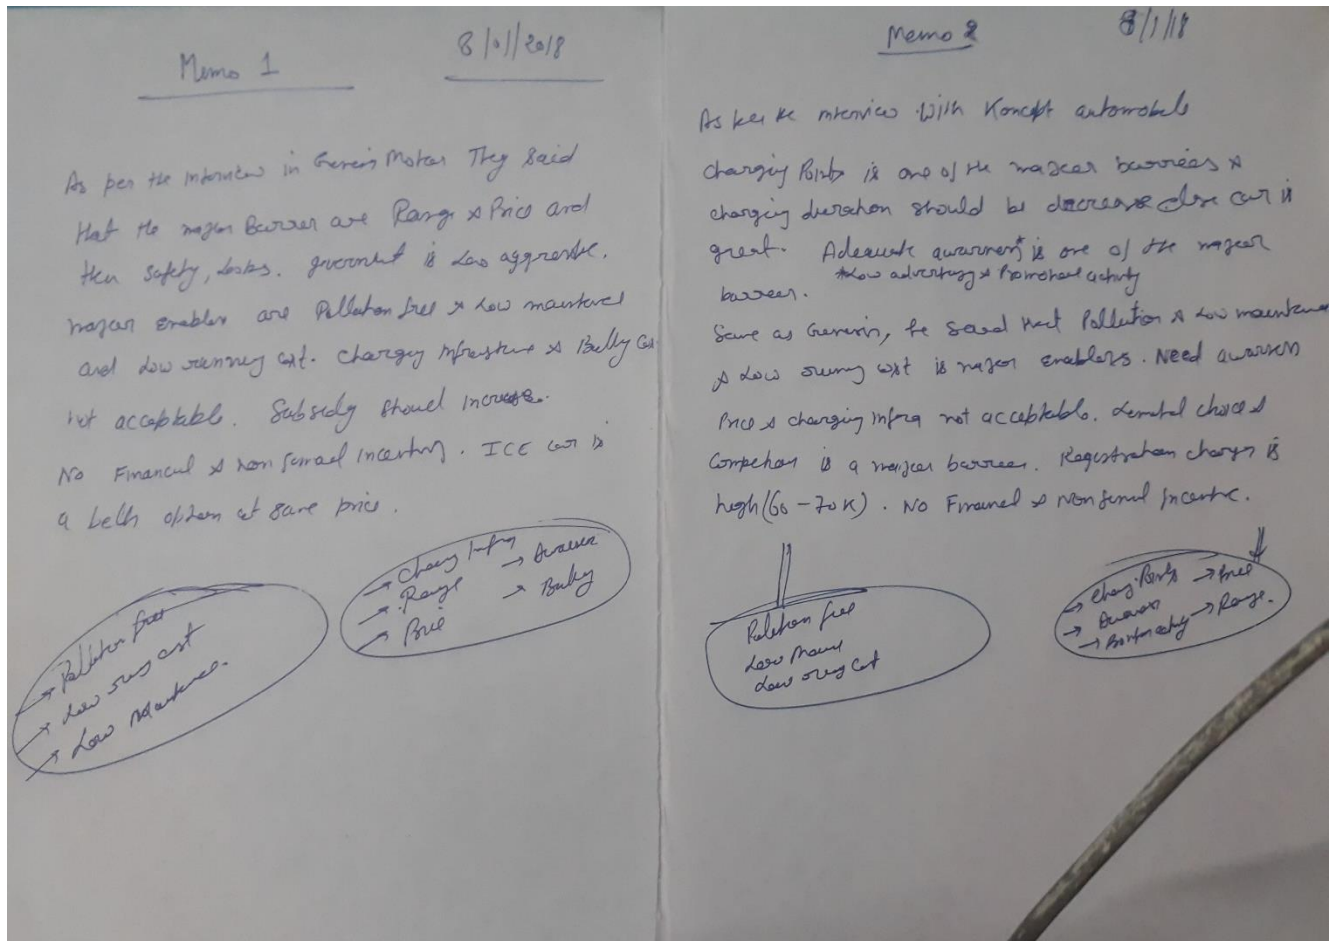 Memo 1
8/01/2018
As per the interview in Genesis Motors They Said
that the major Barrier are Range & Price and
then safety, looks. government is Less aggressive.
major enablers are Pollution free & Low maintenance
and Low running cost. Charging Infrastructure & Battery Cost
not acceptable. Subsidy should increase.
No Financial & non financial incentives. ICE car is
a better option at same price.
→ Pollution free
→ Low running cost
→ Low Maintenance.
→ Charging Infra
→ Range
→ Price
→ Awareness
→ Battery
Memo 2
8/1/18
As per the interview with Koncept automobile
charging Points is one of the major barriers &
charging duration should be decrease else car is
great. Adequate awareness is one of the major
*Low advertising & Promotional activity
barrier.
Same as Genesis, he said that Pollution & Low maintenance
& Low running cost is major enablers. Need awareness
Price & charging infra not acceptable. Limited choice &
Competition is a major barrier. Registration charges is
high (60 - 70K). No Financial & Non financial incentive.
Pollution free
Low
Low running cost
→ Charging Points
→ Awareness
→
→ Price
→ Range.